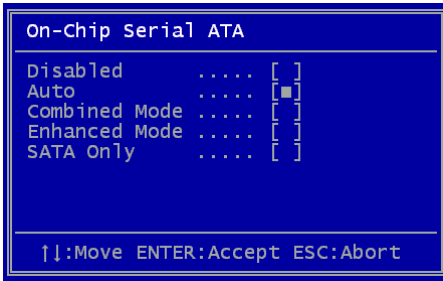 On-Chip Serial ATA
Disabled ..... [ ]
Auto ..... [■]
Combined Mode ..... [ ]
Enhanced Mode ..... [ ]
SATA Only ..... [ ]
↑↓:Move ENTER:Accept ESC:Abort